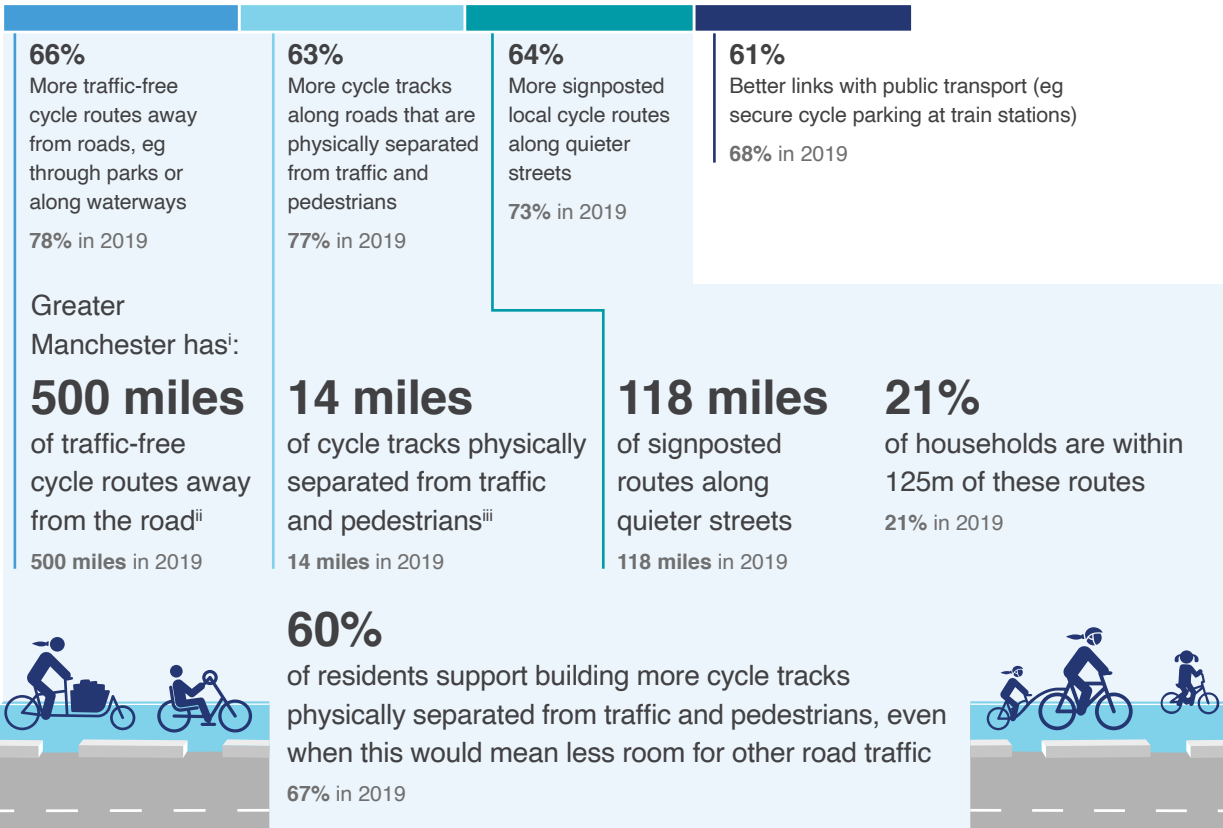 66%
More traffic-free
cycle routes away
from roads, eg
through parks or
along waterways
78% in 2019
63%
More cycle tracks
along roads that are
physically separated
from traffic and
pedestrians
77% in 2019
64%
More signposted
local cycle routes
along quieter
streets
73% in 2019
61%
Better links with public transport (eg
secure cycle parking at train stations)
68% in 2019
Greater
Manchester hasⁱ:
500 miles
of traffic-free
cycle routes away
from the roadⁱⁱ
500 miles in 2019
14 miles
of cycle tracks physically
separated from traffic
and pedestriansⁱⁱⁱ
14 miles in 2019
118 miles
of signposted
routes along
quieter streets
118 miles in 2019
21%
of households are within
125m of these routes
21% in 2019
60%
of residents support building more cycle tracks
physically separated from traffic and pedestrians, even
when this would mean less room for other road traffic
67% in 2019